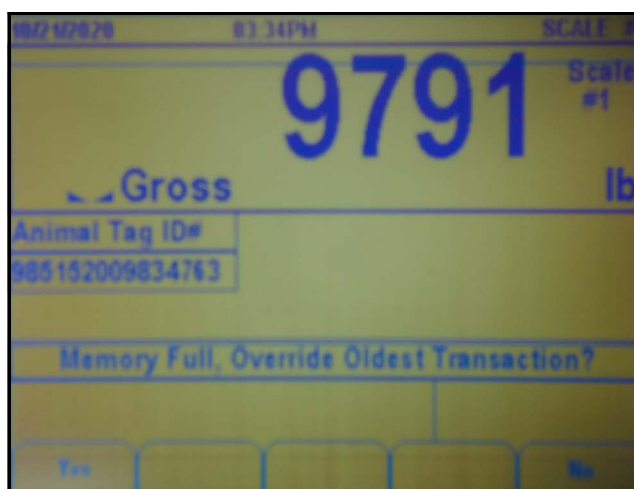 10/21/2020 03:34PM SCALE #
9791
Scale
#1
Gross lb
Animal Tag ID#
985152009834763
Memory Full, Override Oldest Transaction?
Yes No